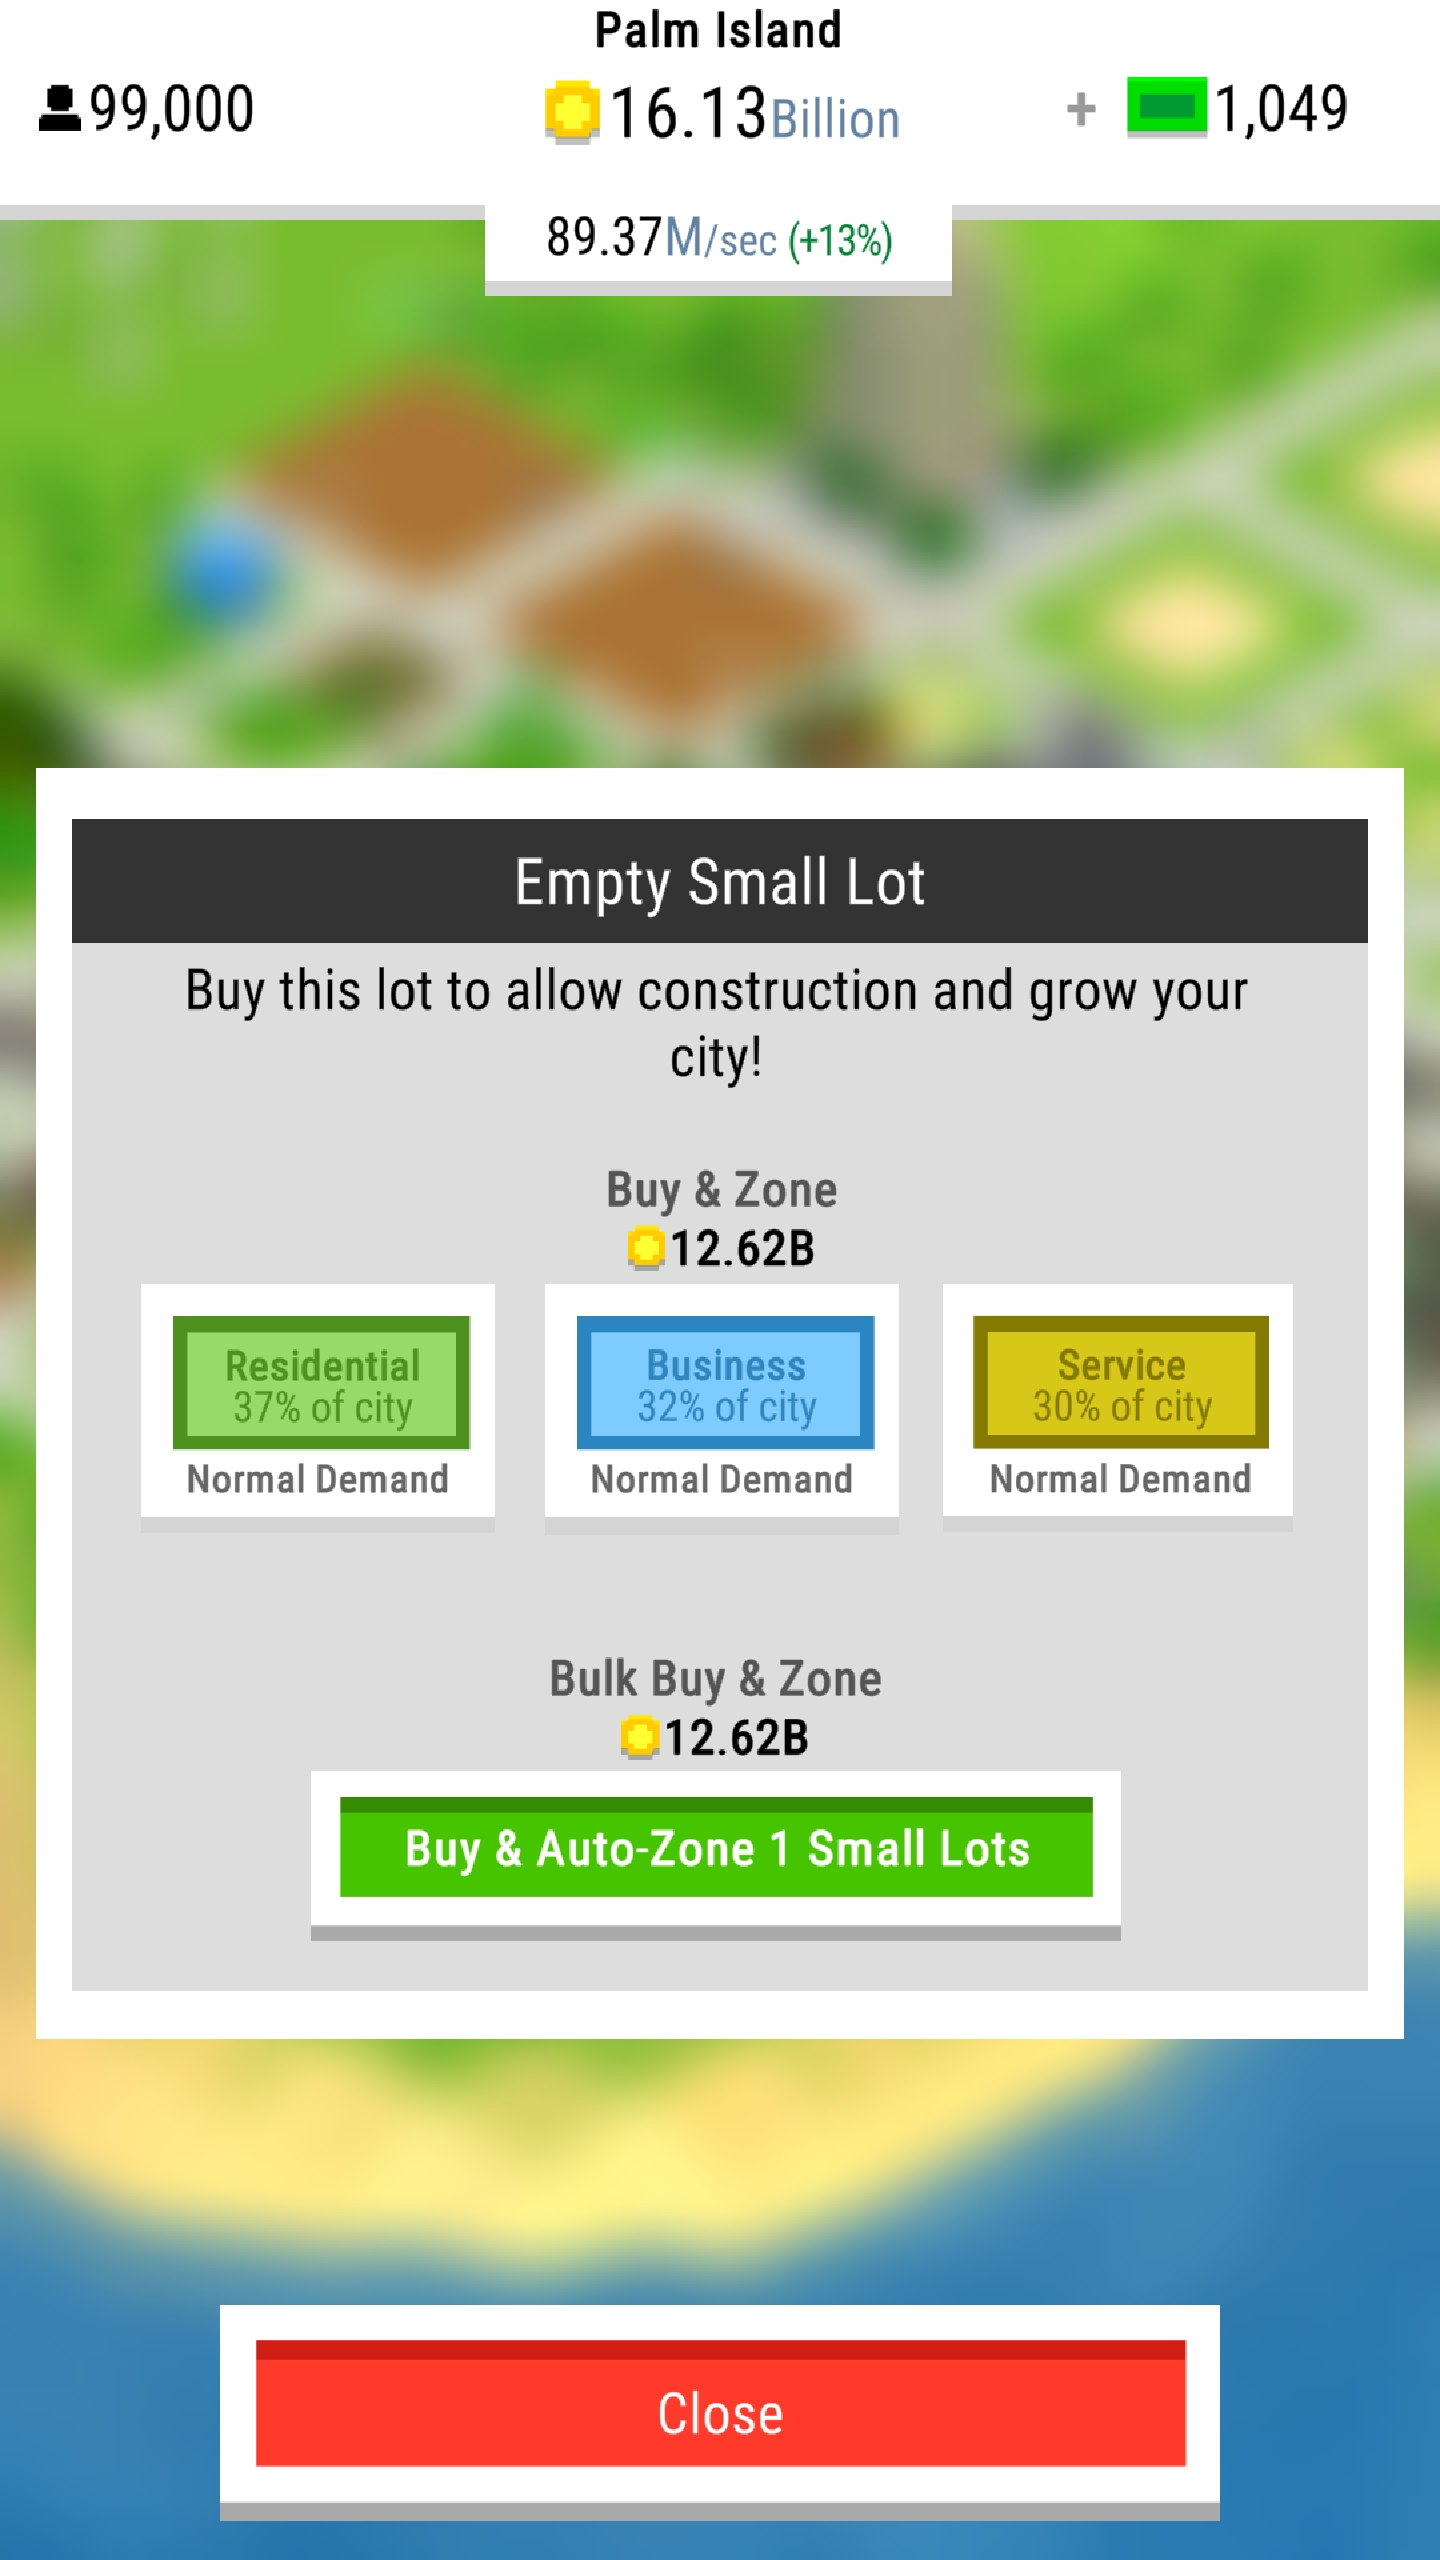 Palm Island
99,000
16.13Billion
+ 1,049
89.37M/sec (+13%)
Empty Small Lot
Buy this lot to allow construction and grow your
city!
Buy & Zone
12.62B
Residential
37% of city
Normal Demand
Business
32% of city
Normal Demand
Service
30% of city
Normal Demand
Bulk Buy & Zone
12.62B
Buy & Auto-Zone 1 Small Lots
Close